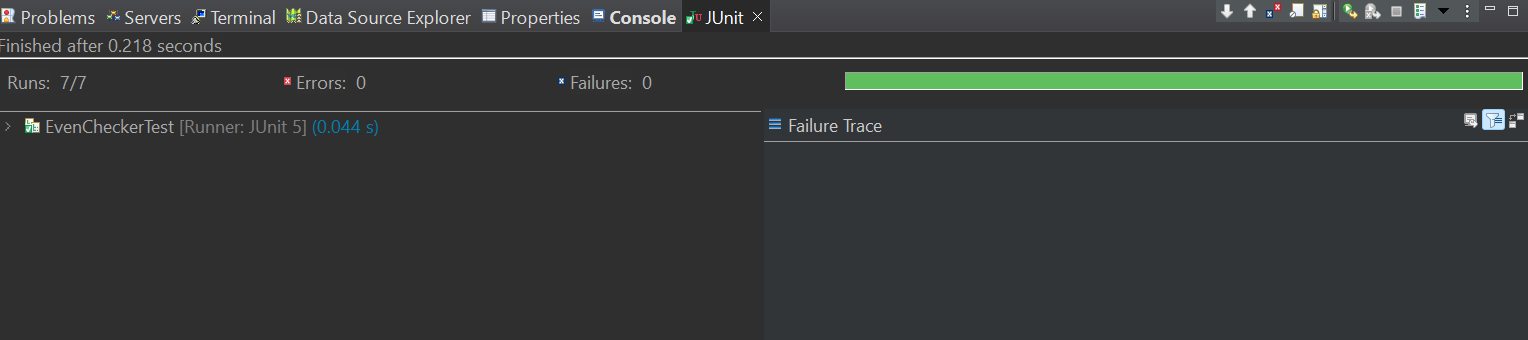 Problems Servers Terminal Data Source Explorer Properties Console JUnit
Finished after 0.218 seconds
Runs: 7/7 Errors: 0 Failures: 0
EvenCheckerTest [Runner: JUnit 5] (0.044 s)
Failure Trace